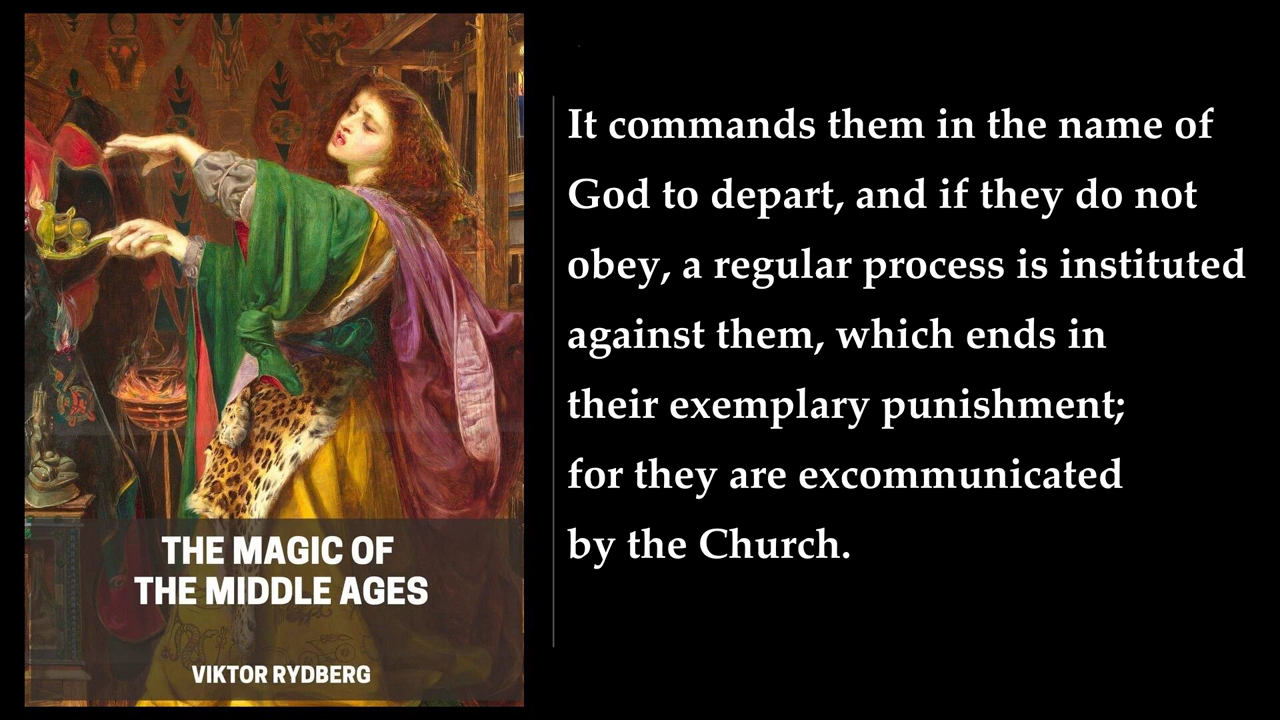 THE MAGIC OF
THE MIDDLE AGES
VIKTOR RYDBERG
It commands them in the name of
God to depart, and if they do not
obey, a regular process is instituted
against them, which ends in
their exemplary punishment;
for they are excommunicated
by the Church.